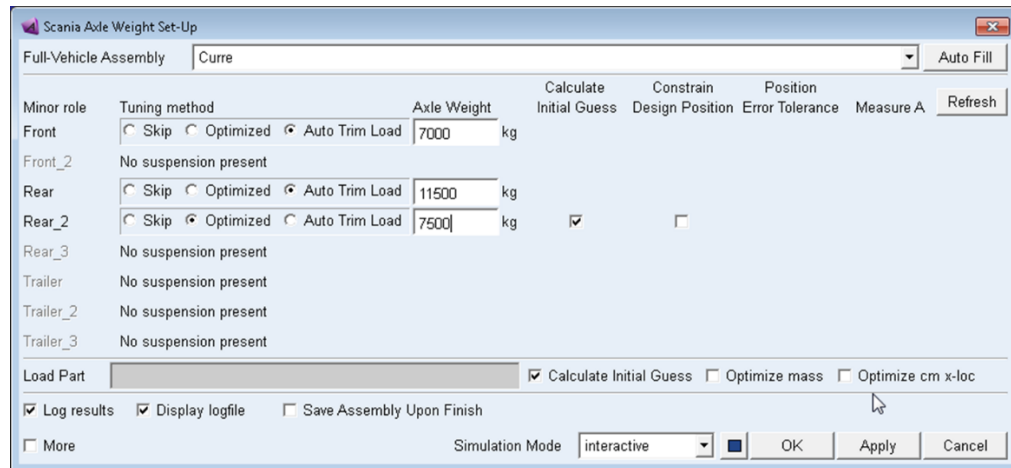 Scania Axle Weight Set-Up
Full-Vehicle Assembly Curre Auto Fill
Calculate Constrain Position
Minor role Tuning method Axle Weight Initial Guess Design Position Error Tolerance Measure A Refresh
Front Skip Optimized Auto Trim Load 7000 kg
Front_2 No suspension present
Rear Skip Optimized Auto Trim Load 11500 kg
Rear_2 Skip Optimized Auto Trim Load 7500 kg
Rear_3 No suspension present
Trailer No suspension present
Trailer_2 No suspension present
Trailer_3 No suspension present
Load Part Calculate Initial Guess Optimize mass Optimize cm x-loc
Log results Display logfile Save Assembly Upon Finish
More Simulation Mode interactive OK Apply Cancel